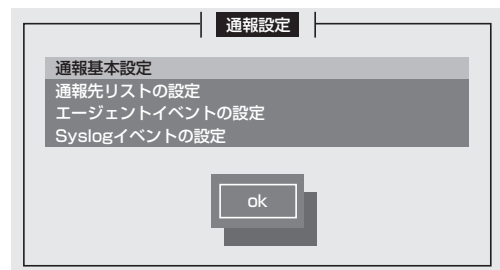 通報設定
通報基本設定
通報先リストの設定
エージェントイベントの設定
Syslogイベントの設定
ok